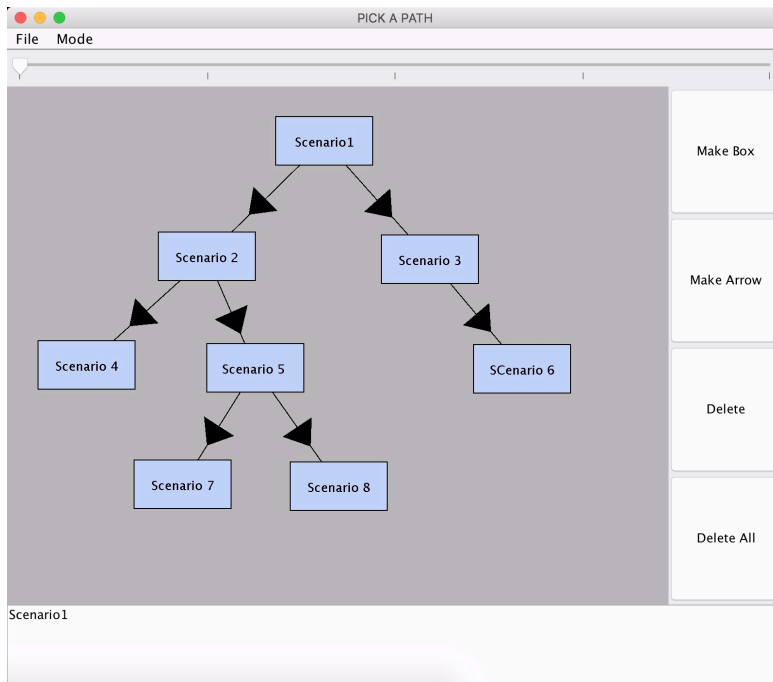 PICK A PATH
File Mode
Scenario1
Scenario 2
Scenario 3
Scenario 4
Scenario 5
SCenario 6
Scenario 7
Scenario 8
Make Box
Make Arrow
Delete
Delete All
Scenario1